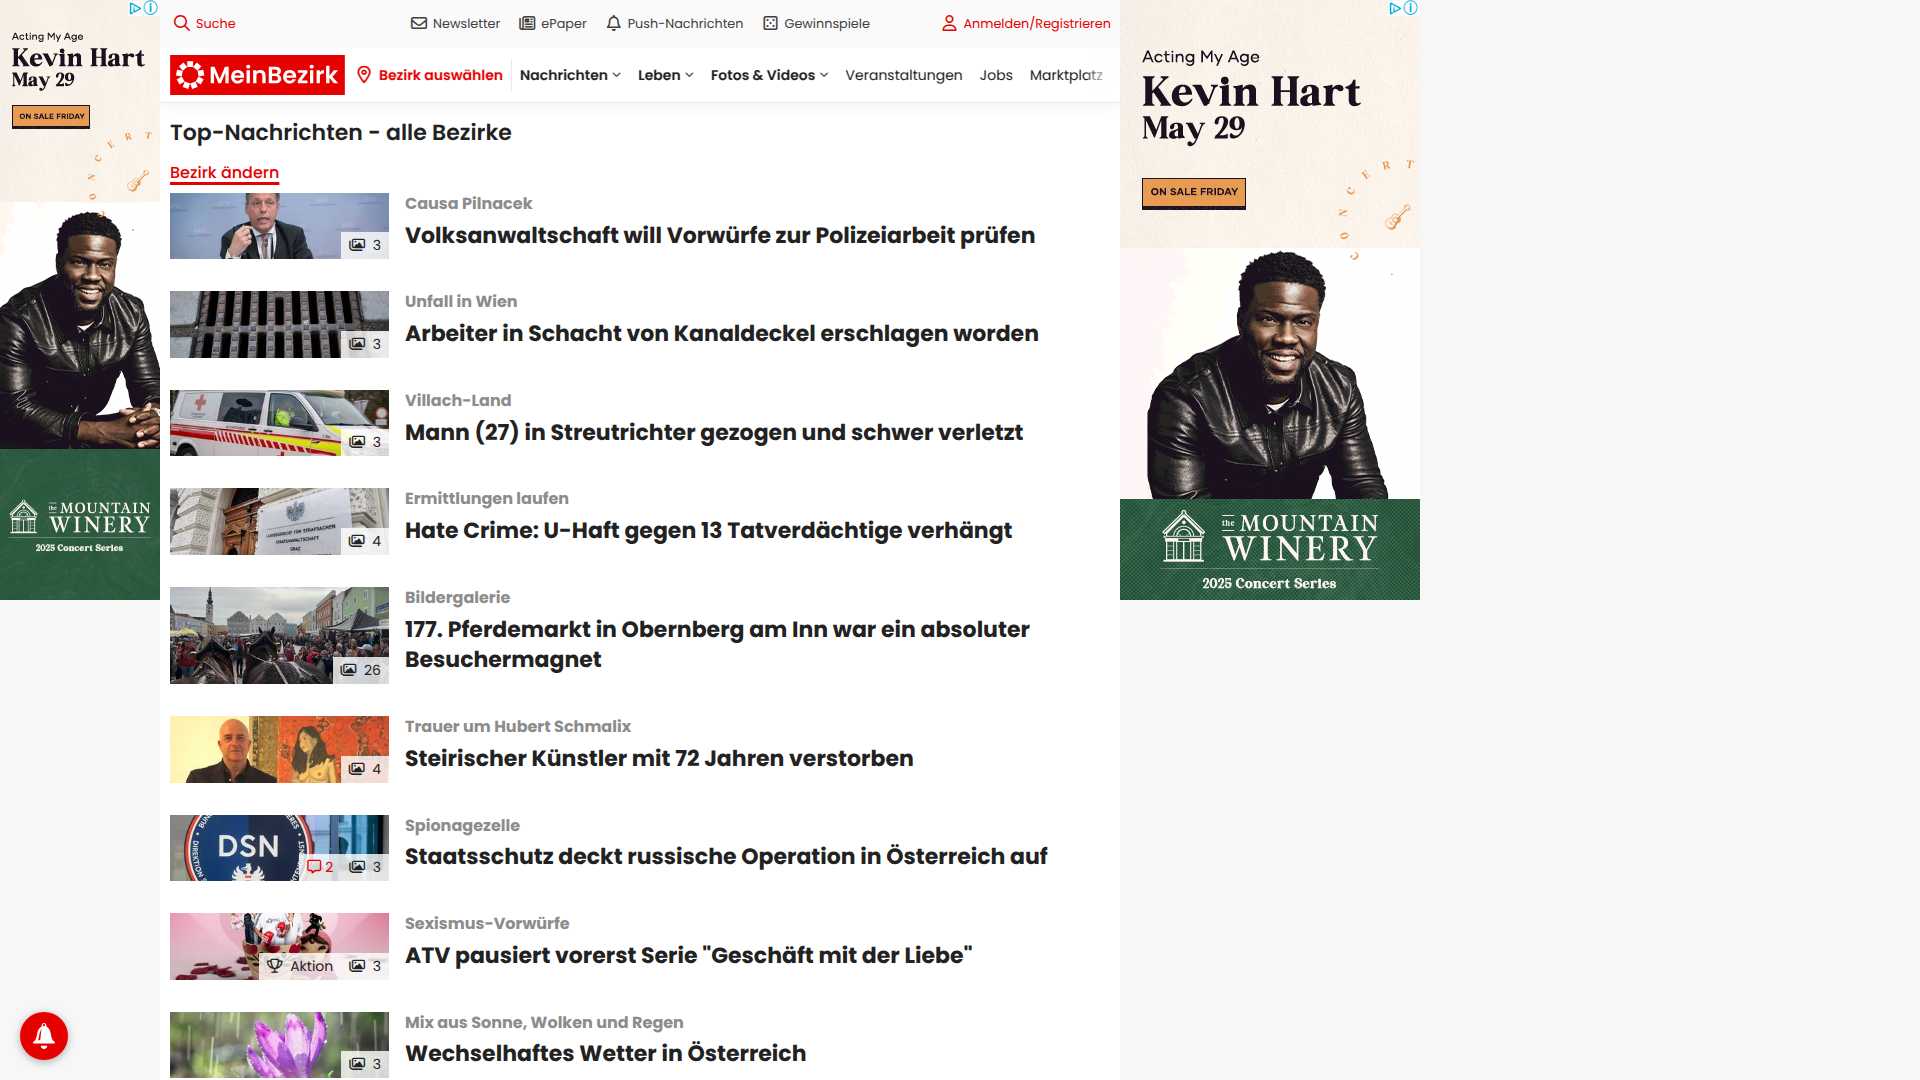 Suche
Newsletter
ePaper
Push-Nachrichten
Gewinnspiele
Anmelden/Registrieren
MeinBezirk
Bezirk auswählen
Nachrichten
Leben
Fotos & Videos
Veranstaltungen
Jobs
Marktplatz
Top-Nachrichten - alle Bezirke
Bezirk ändern
3
Causa Pilnacek
Volksanwaltschaft will Vorwürfe zur Polizeiarbeit prüfen
3
Unfall in Wien
Arbeiter in Schacht von Kanaldeckel erschlagen worden
3
Villach-Land
Mann (27) in Streutrichter gezogen und schwer verletzt
4
Ermittlungen laufen
Hate Crime: U-Haft gegen 13 Tatverdächtige verhängt
26
Bildergalerie
177. Pferdemarkt in Obernberg am Inn war ein absoluter
Besuchermagnet
4
Trauer um Hubert Schmalix
Steirischer Künstler mit 72 Jahren verstorben
DSN
2
3
Spionagezelle
Staatsschutz deckt russische Operation in Österreich auf
Aktion
3
Sexismus-Vorwürfe
ATV pausiert vorerst Serie "Geschäft mit der Liebe"
3
Mix aus Sonne, Wolken und Regen
Wechselhaftes Wetter in Österreich
Acting My Age
Kevin Hart
May 29
ON SALE FRIDAY
CONCERT
the MOUNTAIN
WINERY
2025 Concert Series
Acting My Age
Kevin Hart
May 29
ON SALE FRIDAY
CONCERT
the MOUNTAIN
WINERY
2025 Concert Series